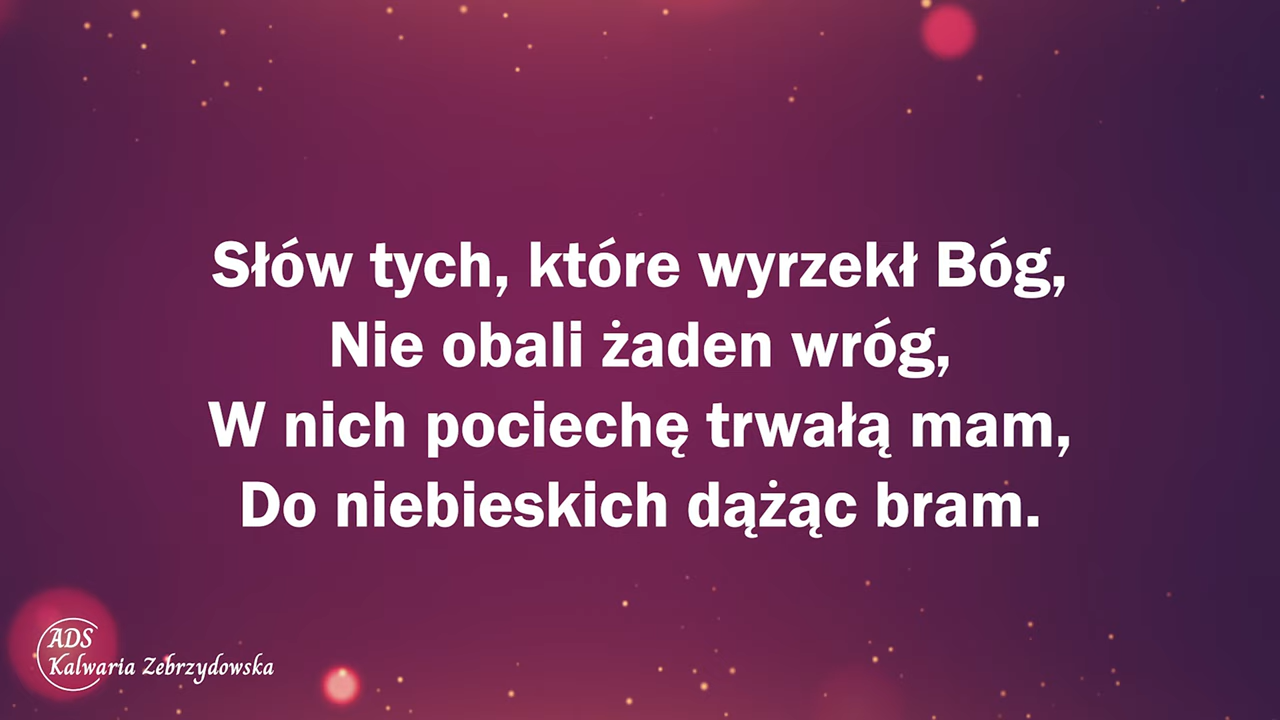 Słów tych, które wyrzekł Bóg,
Nie obali żaden wróg,
W nich pociechę trwałą mam,
Do niebieskich dążąc bram.
ADS
Kalwaria Zebrzydowska